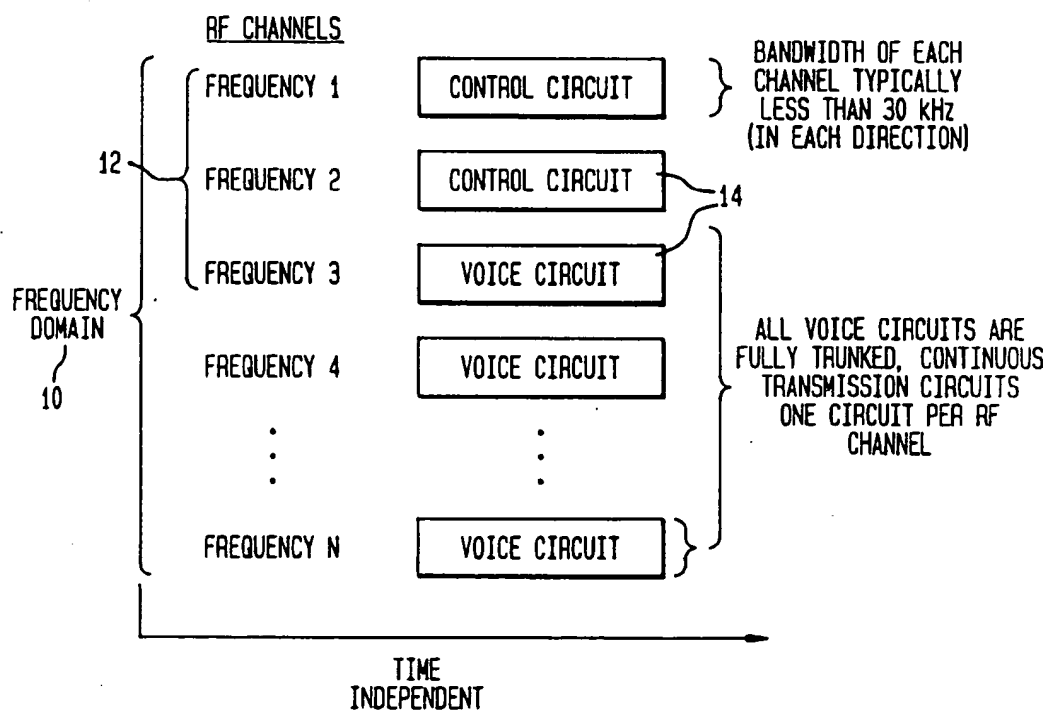 RF CHANNELS
FREQUENCY 1
CONTROL CIRCUIT
BANDWIDTH OF EACH
CHANNEL TYPICALLY
LESS THAN 30 kHz
(IN EACH DIRECTION)
12
FREQUENCY 2
CONTROL CIRCUIT
14
FREQUENCY 3
VOICE CIRCUIT
FREQUENCY
DOMAIN
10
FREQUENCY 4
VOICE CIRCUIT
ALL VOICE CIRCUITS ARE
FULLY TRUNKED, CONTINUOUS
TRANSMISSION CIRCUITS
ONE CIRCUIT PER RF
CHANNEL
FREQUENCY N
VOICE CIRCUIT
TIME
INDEPENDENT